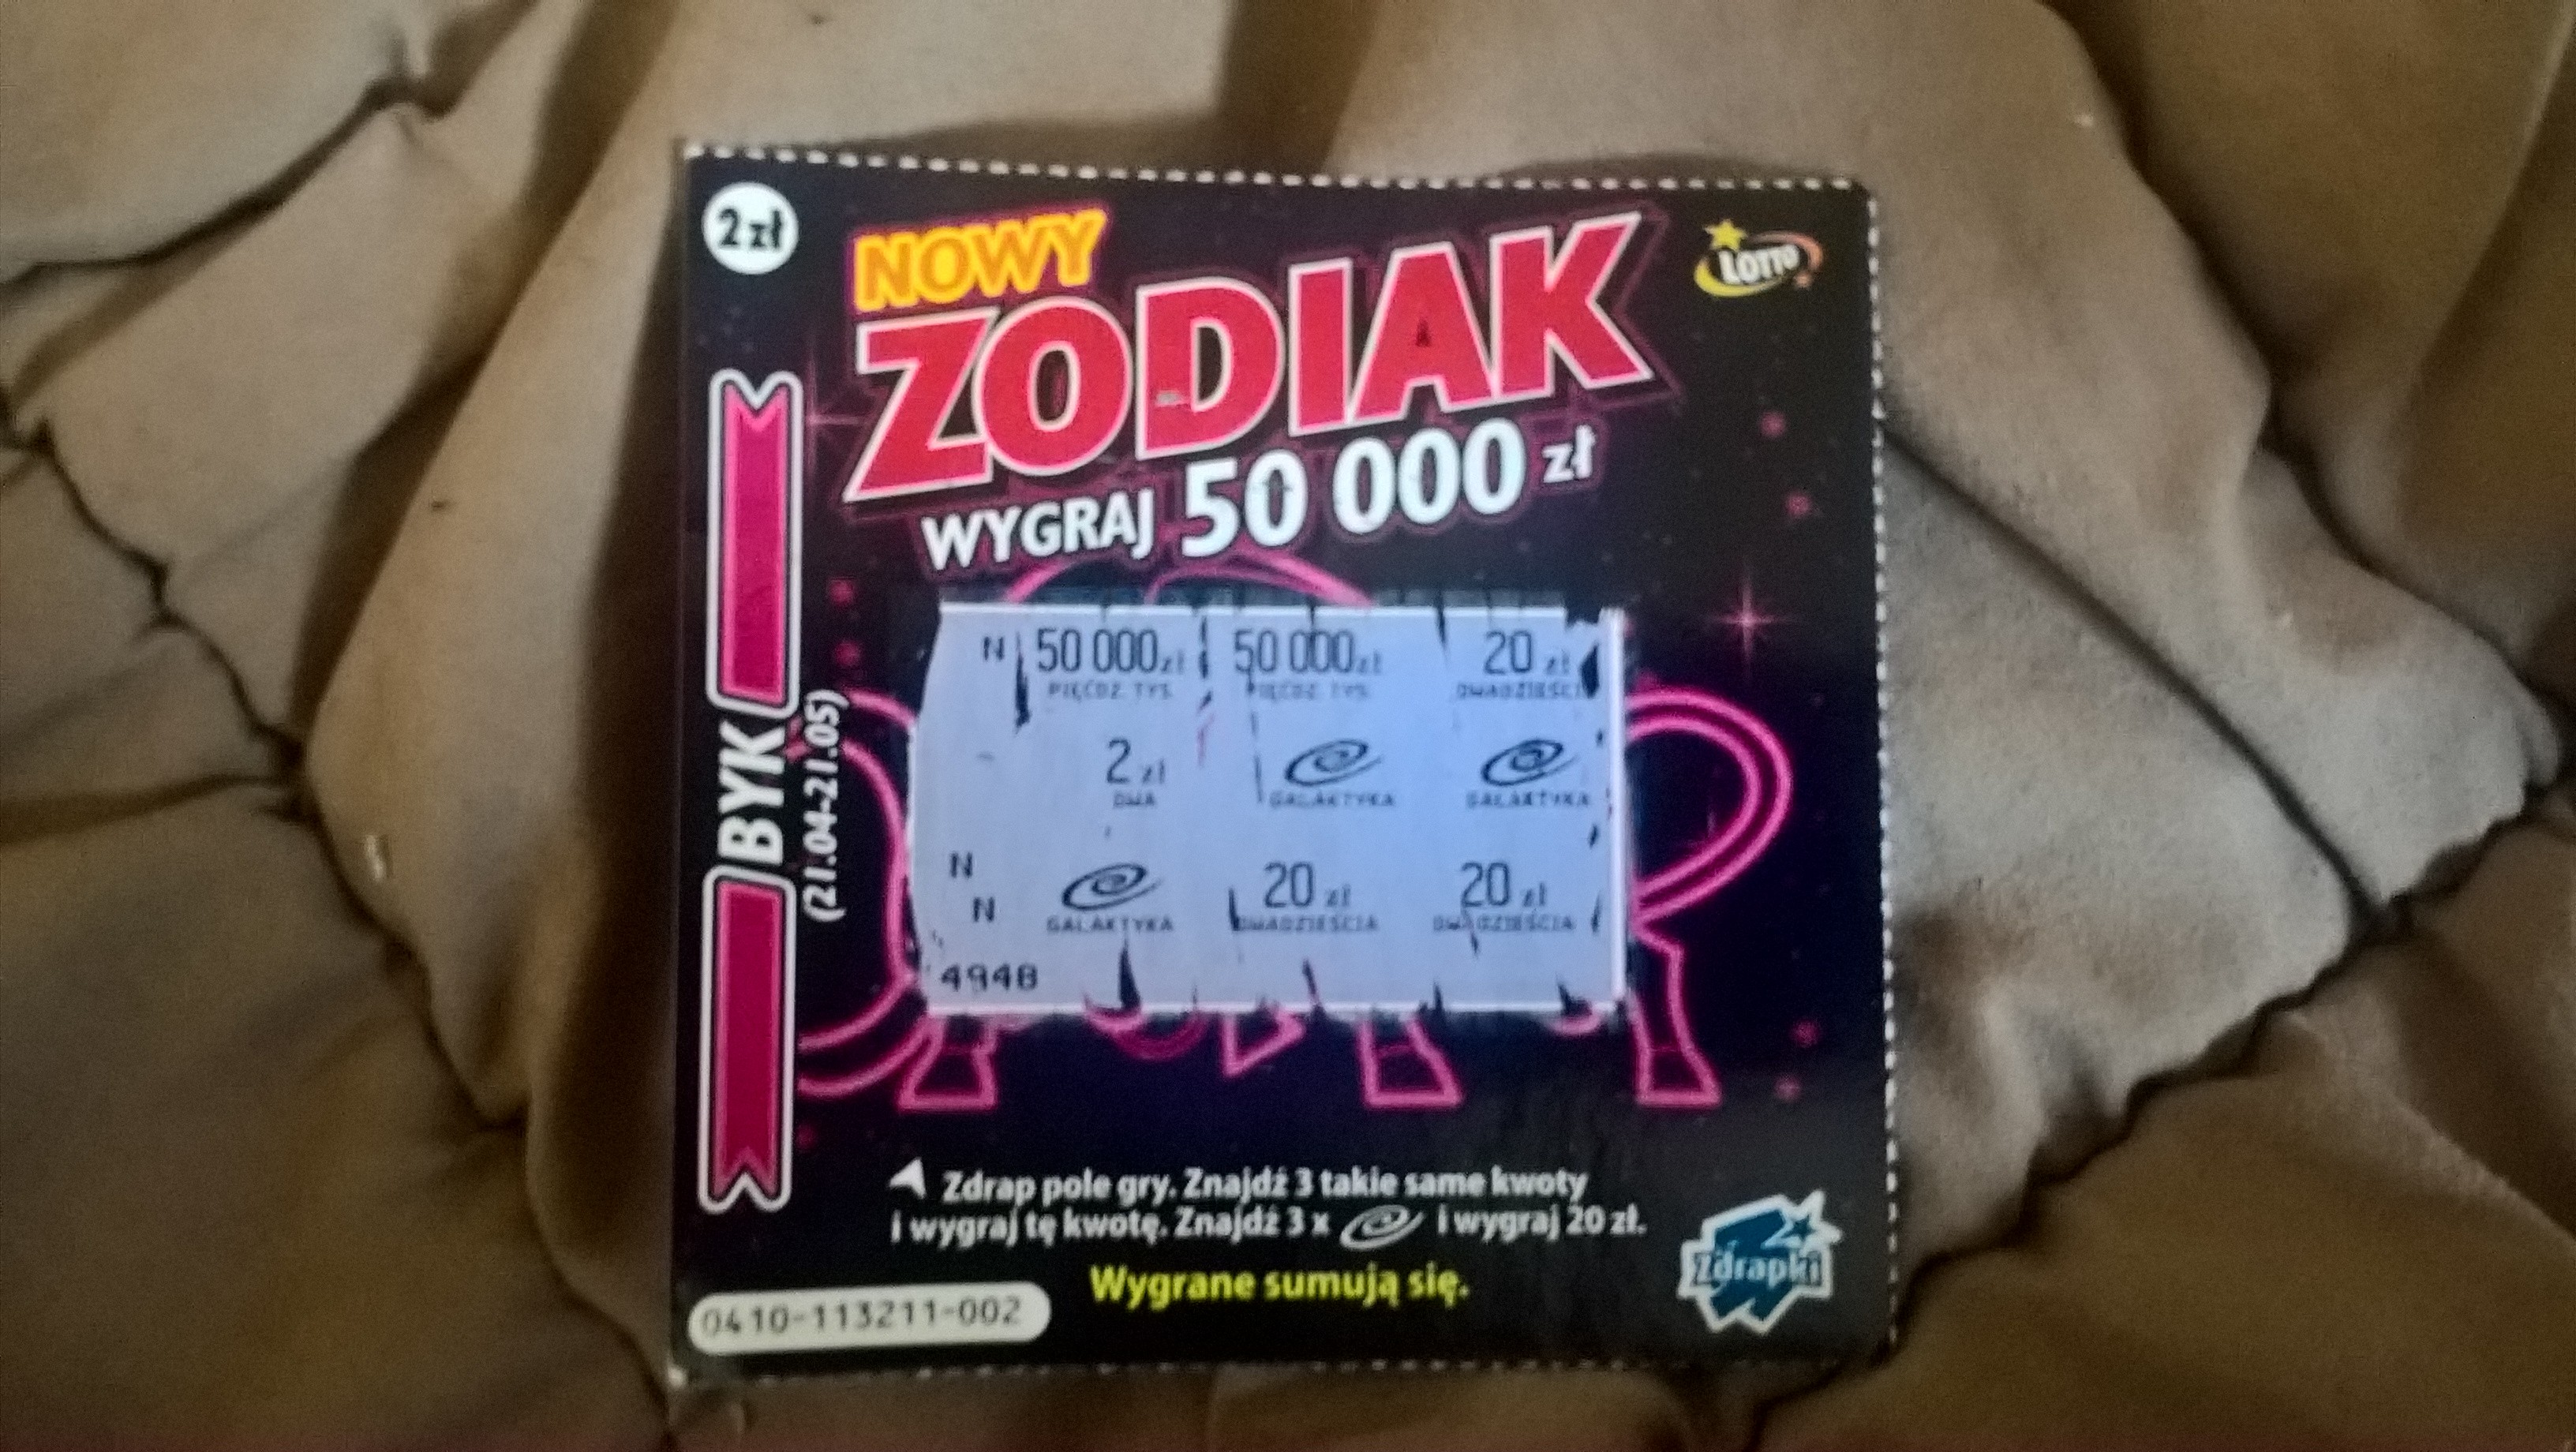 2 zł
NOWY
ZODIAK
LOTTO
WYGRAJ 50 000 zł
BYK
(21.04-21.05)
N 50 000 zł 50 000 zł 20 zł
PIĘĆDZ. TYS. PIĘĆDZ. TYS. DWADZIEŚCIA
2 zł
DWA GALAKTYKA GALAKTYKA
N
N 20 zł 20 zł
GALAKTYKA DWADZIEŚCIA DWADZIEŚCIA
4948
Zdrap pole gry. Znajdź 3 takie same kwoty
i wygraj tę kwotę. Znajdź 3 x i wygraj 20 zł.
Wygrane sumują się.
Zdrapki
0410-113211-002